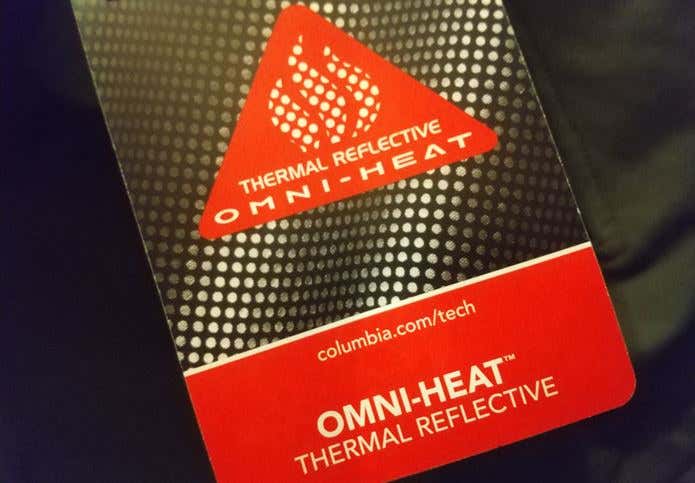 THERMAL REFLECTIVE
OMNI-HEAT
columbia.com/tech
OMNI-HEAT™
THERMAL REFLECTIVE